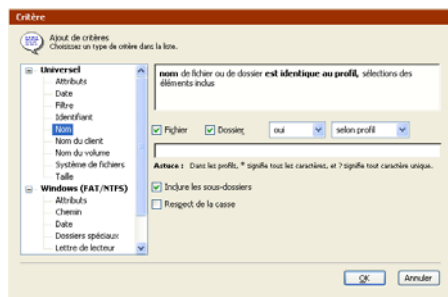 Critère
Ajout de critères
Choisissez un type de critère dans la liste.
Universel
Attributs
Date
Filtre
Identifiant
Nom
Nom du client
Nom du volume
Système de fichiers
Taille
Windows (FAT/NTFS)
Attributs
Chemin
Date
Dossiers spéciaux
Lettre de lecteur
nom de fichier ou de dossier est identique au profil, sélections des
éléments inclus
Fichier Dossier oui selon profil
Astuce : Dans les profils, * signifie tous les caractères, et ? signifie tout caractère unique.
Inclure les sous-dossiers
Respect de la casse
OK Annuler